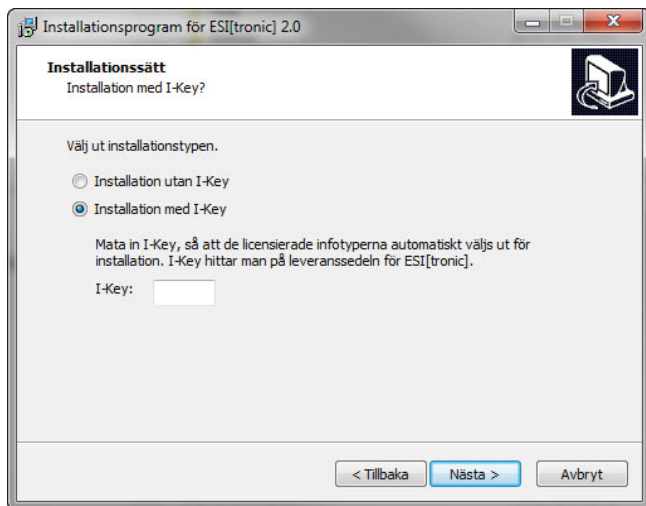 Installationsprogram för ESI[tronic] 2.0
Installationssätt
Installation med I-Key?
Välj ut installationstypen.
Installation utan I-Key
Installation med I-Key
Mata in I-Key, så att de licensierade infotyperna automatiskt väljs ut för
installation. I-Key hittar man på leveranssedeln för ESI[tronic].
I-Key:
< Tillbaka Nästa > Avbryt